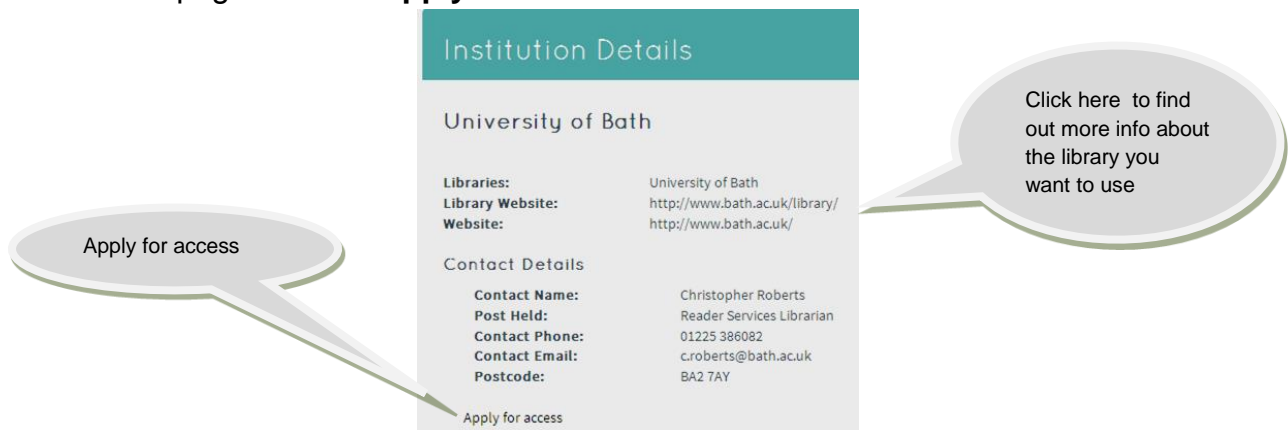 Institution Details
University of Bath
Libraries: University of Bath
Library Website: http://www.bath.ac.uk/library/
Website: http://www.bath.ac.uk/
Contact Details
Contact Name: Christopher Roberts
Post Held: Reader Services Librarian
Contact Phone: 01225 386082
Contact Email: c.roberts@bath.ac.uk
Postcode: BA2 7AY
Apply for access
Click here to find
out more info about
the library you
want to use
Apply for access